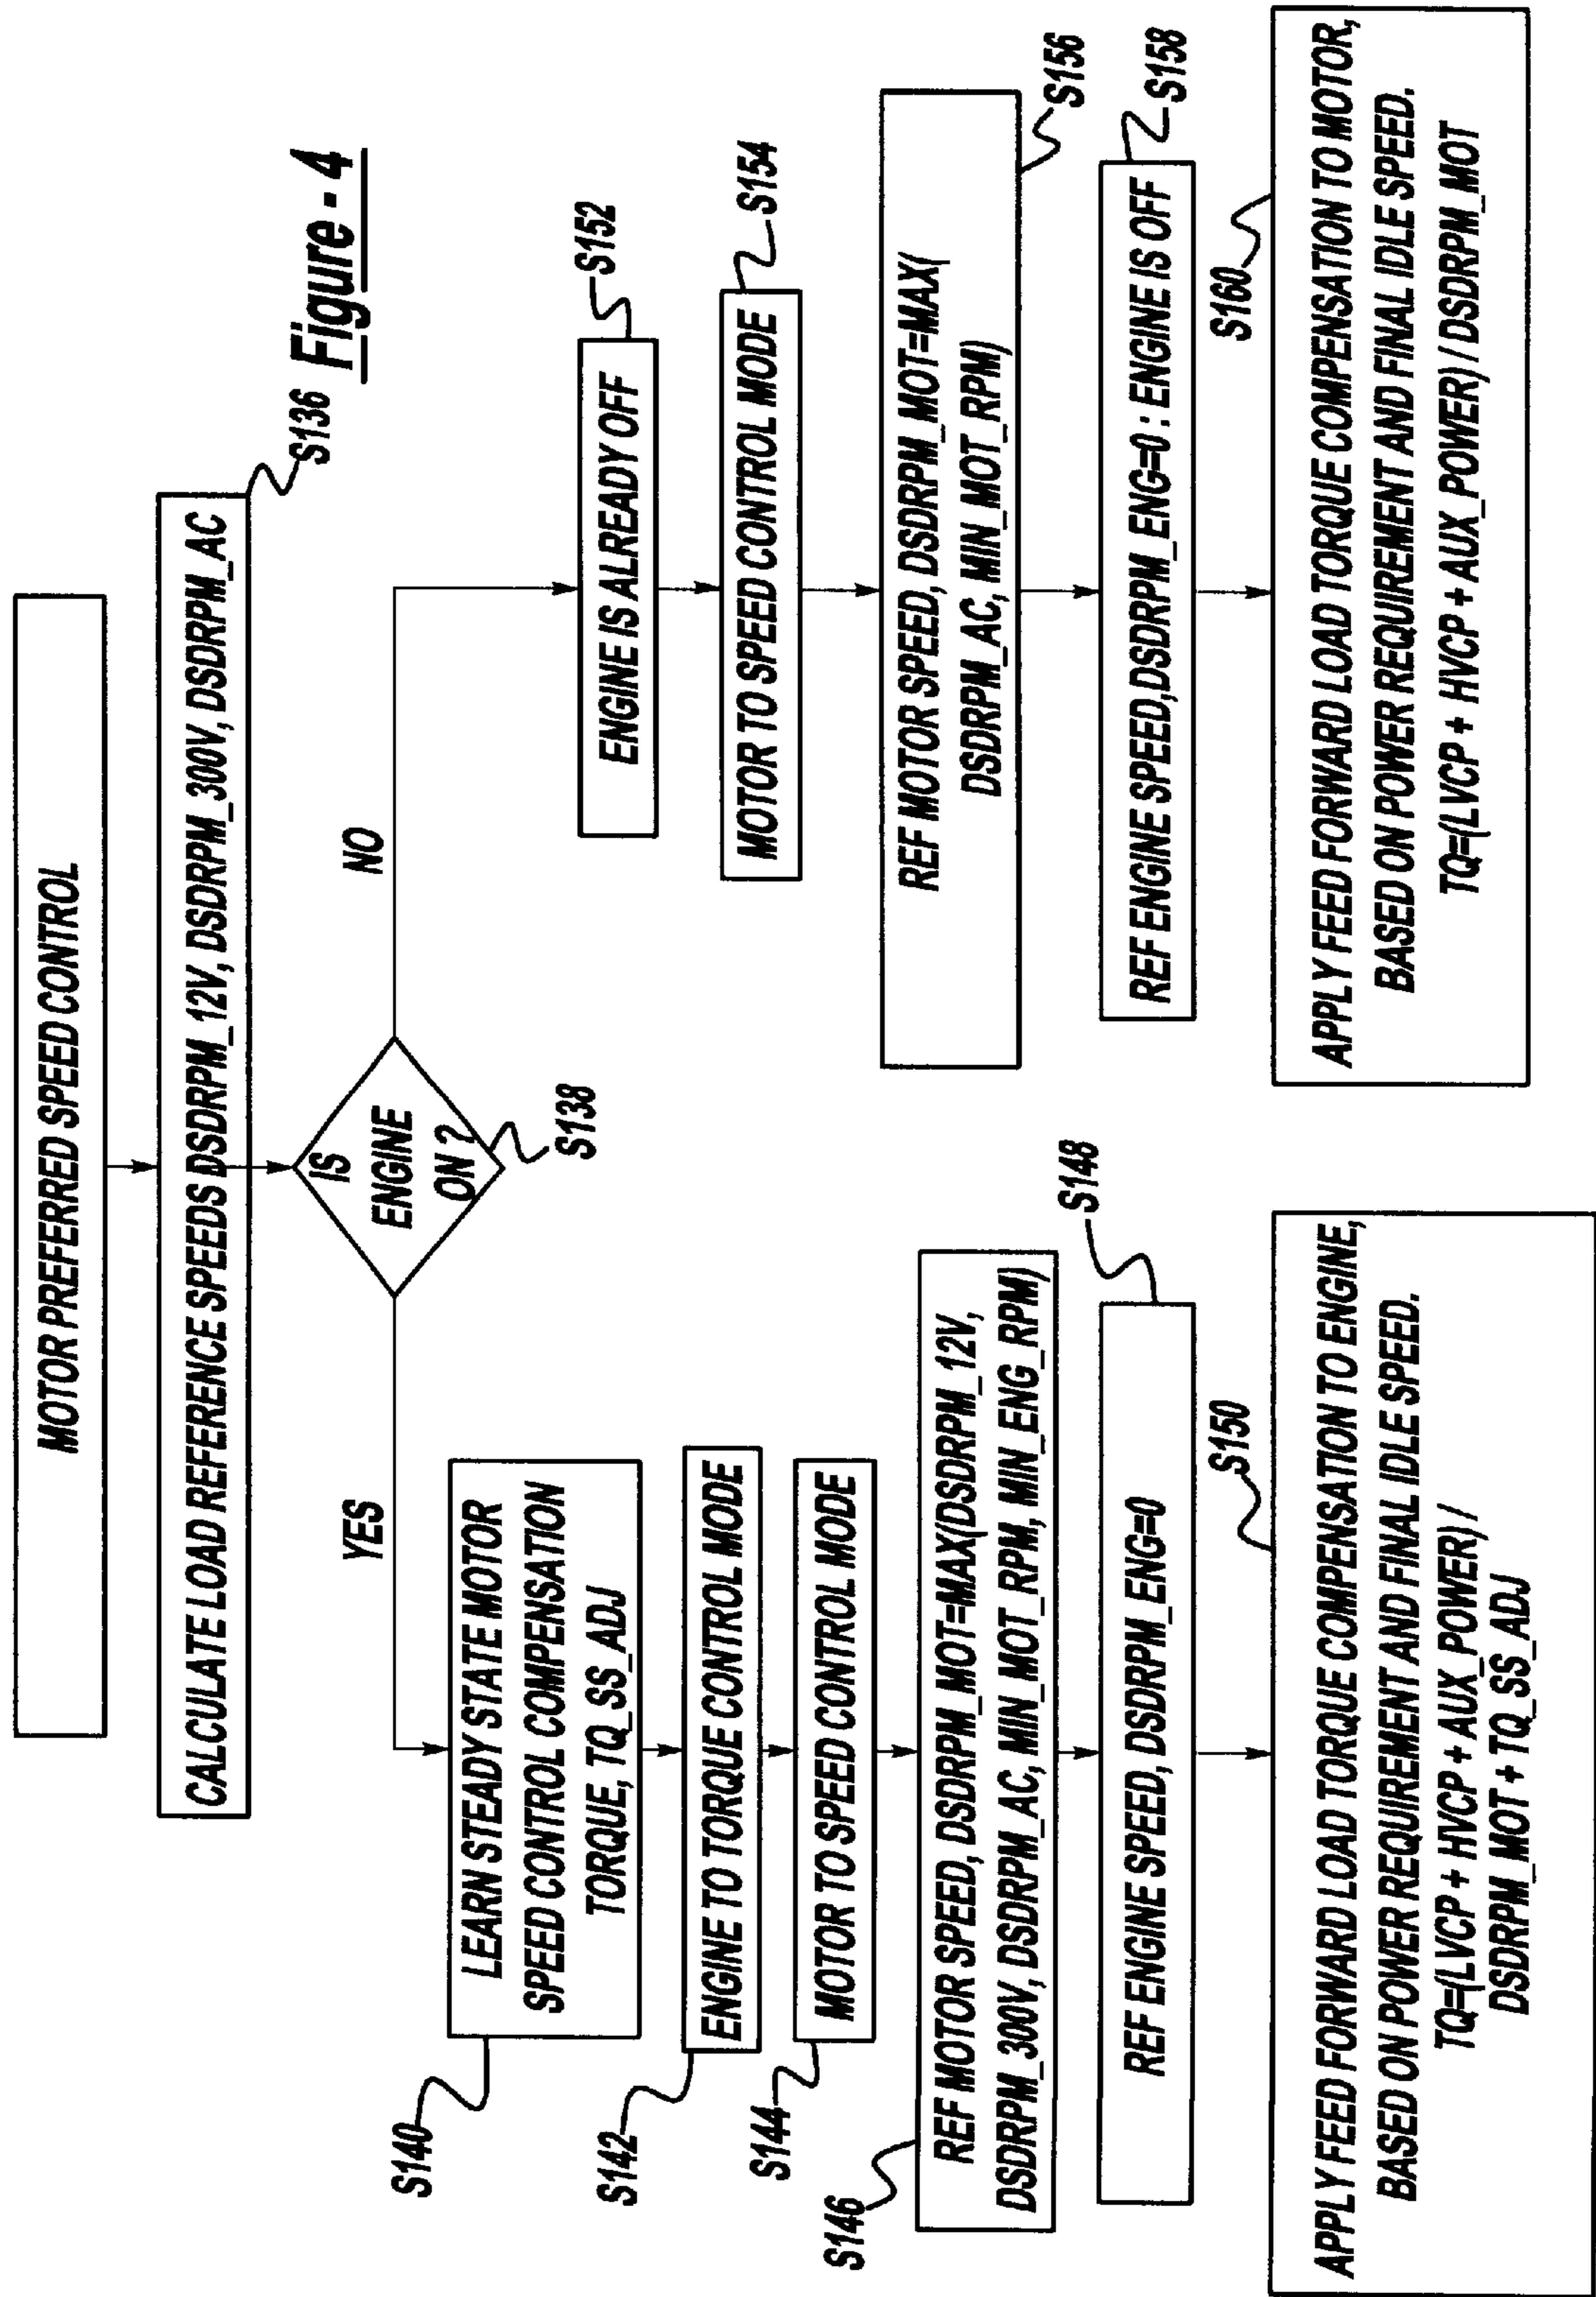 Figure - 4
MOTOR PREFERRED SPEED CONTROL
CALCULATE LOAD REFERENCE SPEEDS DSDRPM_12V, DSDRPM_300V, DSDRPM_AC
S136
IS
ENGINE
ON ?
S138
YES
NO
LEARN STEADY STATE MOTOR
SPEED CONTROL COMPENSATION
TORQUE, TQ_SS_ADJ
S140
ENGINE TO TORQUE CONTROL MODE
S142
MOTOR TO SPEED CONTROL MODE
S144
REF MOTOR SPEED, DSDRPM_MOT=MAX(DSDRPM_12V,
DSDRPM_300V, DSDRPM_AC, MIN_MOT_RPM, MIN_ENG_RPM)
S146
REF ENGINE SPEED, DSDRPM_ENG=0
S148
APPLY FEED FORWARD LOAD TORQUE COMPENSATION TO ENGINE,
BASED ON POWER REQUIREMENT AND FINAL IDLE SPEED.
TQ=(LVCP + HVCP + AUX_POWER) /
DSDRPM_MOT + TQ_SS_ADJ
S150
ENGINE IS ALREADY OFF
S152
MOTOR TO SPEED CONTROL MODE
S154
REF MOTOR SPEED, DSDRPM_MOT=MAX(
DSDRPM_AC, MIN_MOT_RPM)
S156
REF ENGINE SPEED,DSDRPM_ENG=0 : ENGINE IS OFF
S158
APPLY FEED FORWARD LOAD TORQUE COMPENSATION TO MOTOR,
BASED ON POWER REQUIREMENT AND FINAL IDLE SPEED.
TQ=(LVCP + HVCP + AUX_POWER) / DSDRPM_MOT
S160